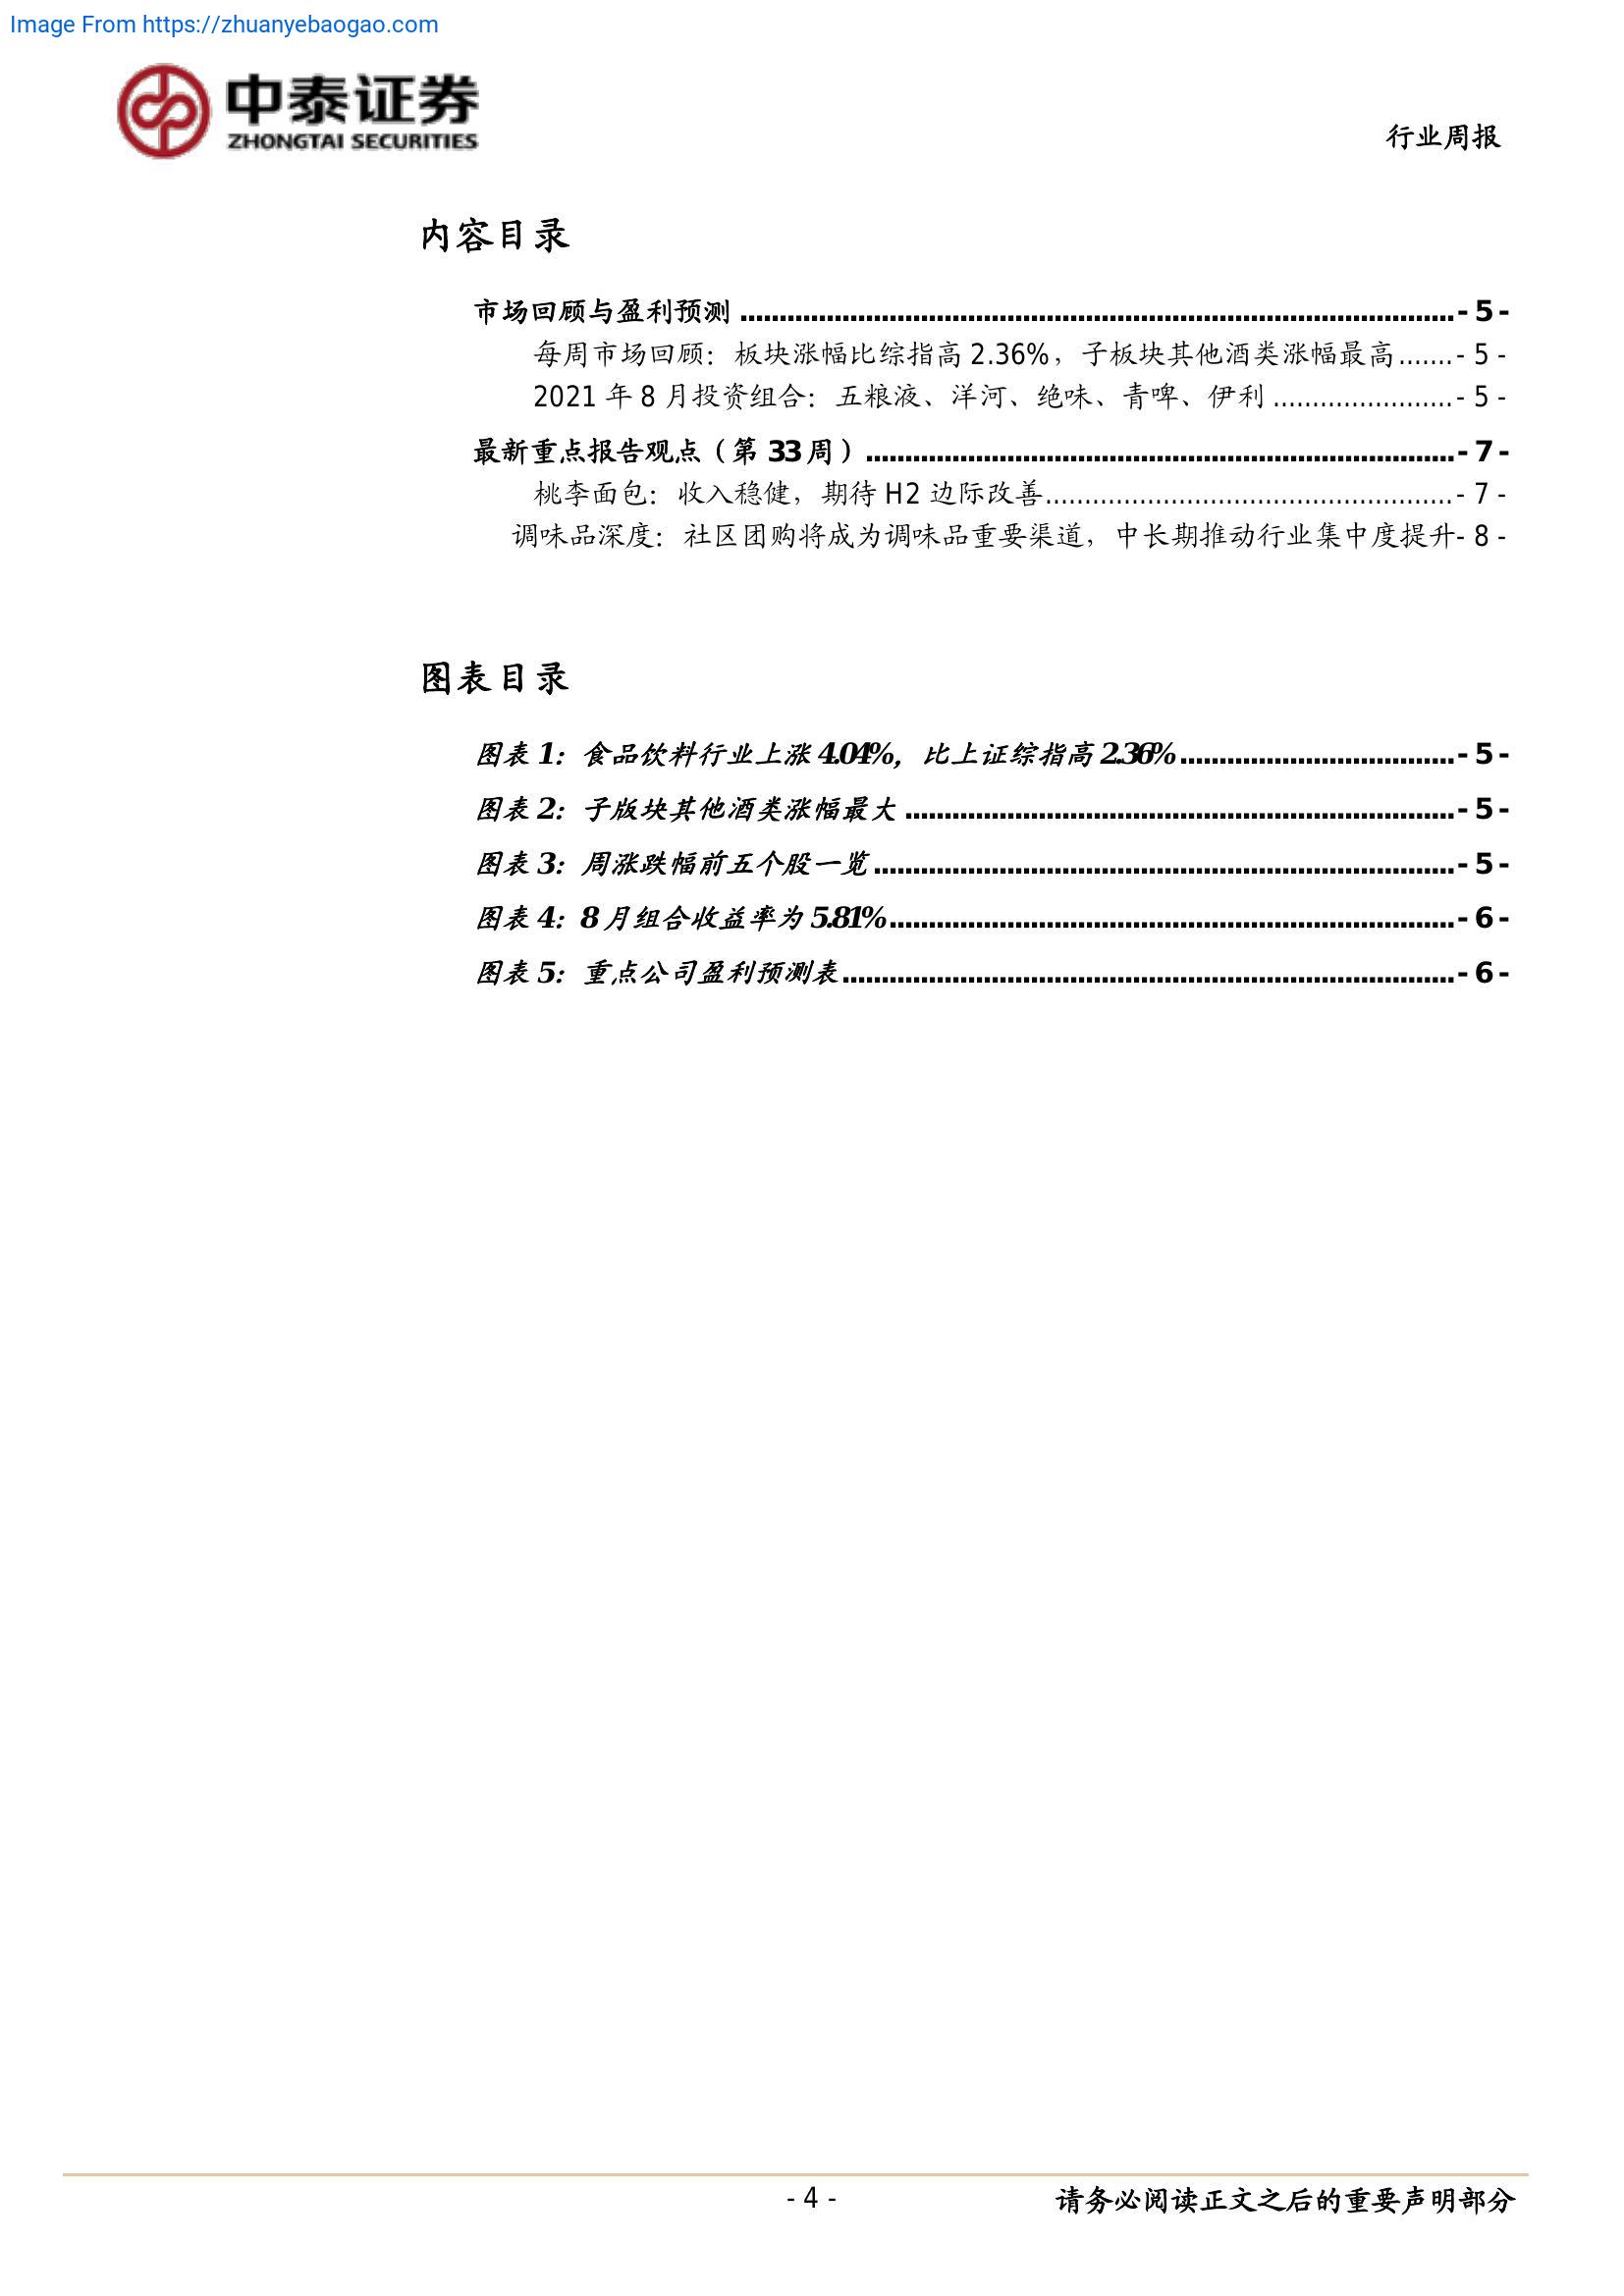 Image From https://zhuanyebaogao.com
中泰证券
ZHONGTAI SECURITIES
行业周报
内容目录
市场回顾与盈利预测 ........................................................................................... - 5 -
每周市场回顾：板块涨幅比综指高 2.36%，子板块其他酒类涨幅最高 ....... - 5 -
2021 年 8 月投资组合：五粮液、洋河、绝味、青啤、伊利 ....................... - 5 -
最新重点报告观点（第 33 周） ........................................................................... - 7 -
桃李面包：收入稳健，期待 H2 边际改善 .................................................... - 7 -
调味品深度：社区团购将成为调味品重要渠道，中长期推动行业集中度提升- 8 -
图表目录
图表 1：食品饮料行业上涨 4.04%，比上证综指高 2.36% ................................... - 5 -
图表 2：子版块其他酒类涨幅最大 ...................................................................... - 5 -
图表 3：周涨跌幅前五个股一览 .......................................................................... - 5 -
图表 4：8 月组合收益率为 5.81% ........................................................................ - 6 -
图表 5：重点公司盈利预测表 .............................................................................. - 6 -
- 4 -
请务必阅读正文之后的重要声明部分